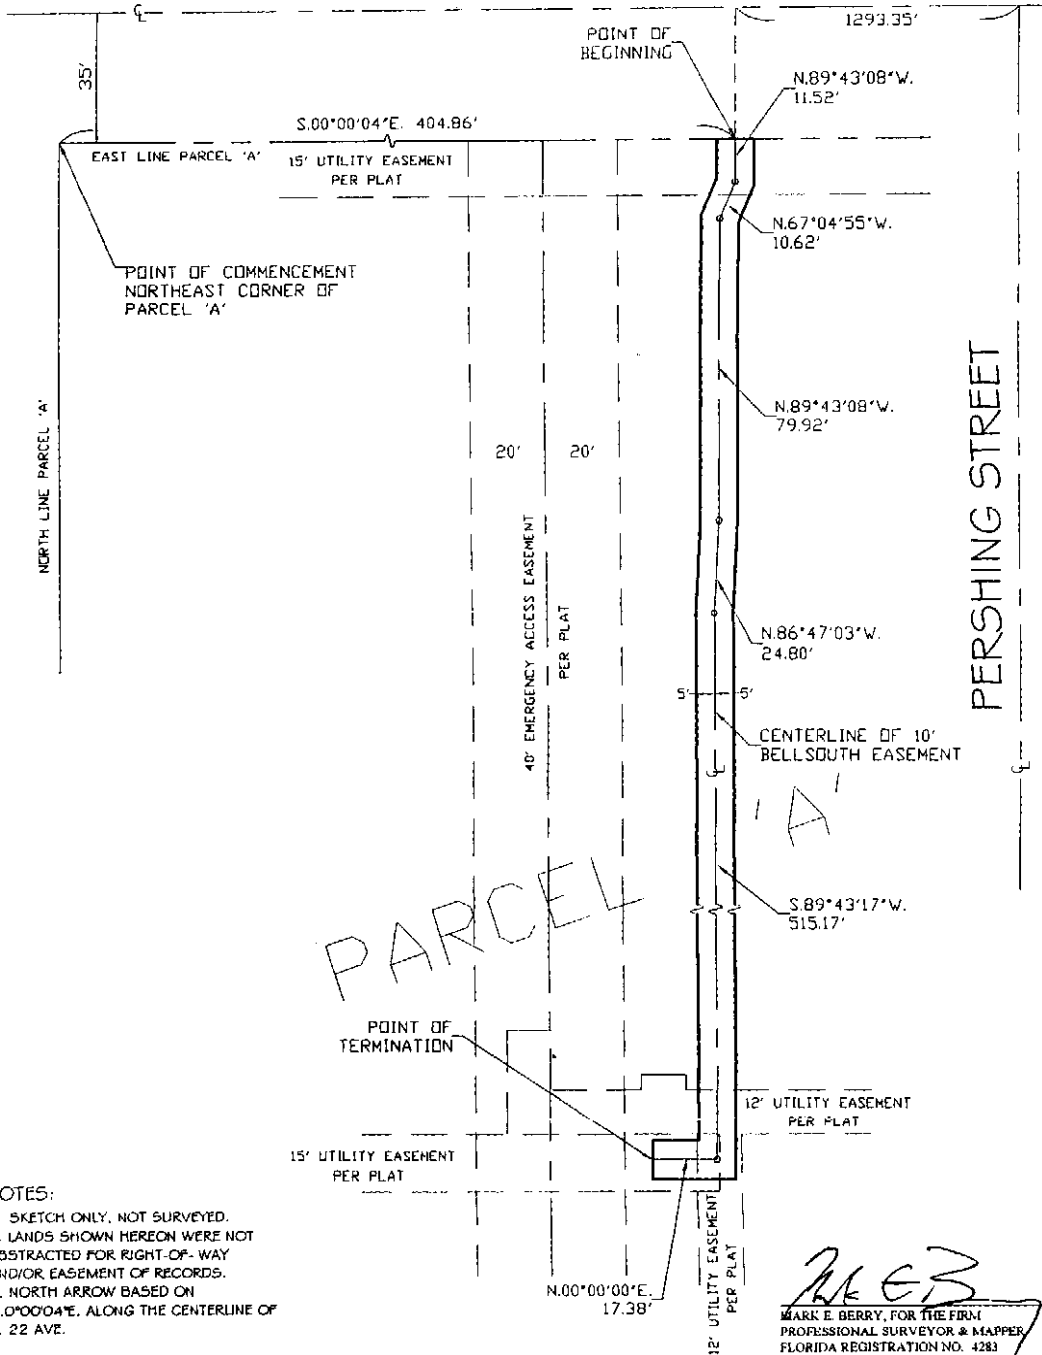 ℄
1293.35'
35'
POINT OF
BEGINNING
N.89°43'08"W.
11.52'
S.00°00'04"E. 404.86'
EAST LINE PARCEL 'A'
15' UTILITY EASEMENT
PER PLAT
N.67°04'55"W.
10.62'
POINT OF COMMENCEMENT
NORTHEAST CORNER OF
PARCEL 'A'
NORTH LINE PARCEL 'A'
N.89°43'08"W.
79.92'
20'
20'
PERSHING STREET
40' EMERGENCY ACCESS EASEMENT
PER PLAT
N.86°47'03"W.
24.80'
5'
5'
CENTERLINE OF 10'
BELLSOUTH EASEMENT
℄
℄
PARCEL 'A'
S.89°43'17"W.
515.17'
POINT OF
TERMINATION
12' UTILITY EASEMENT
PER PLAT
15' UTILITY EASEMENT
PER PLAT
12' UTILITY EASEMENT
PER PLAT
N.00°00'00"E.
17.38'
OTES:
SKETCH ONLY, NOT SURVEYED.
. LANDS SHOWN HEREON WERE NOT
BSTRACTED FOR RIGHT-OF- WAY
ND/OR EASEMENT OF RECORDS.
. NORTH ARROW BASED ON
.0°00'04"E. ALONG THE CENTERLINE OF
. 22 AVE.
MARK E. BERRY, FOR THE FIRM
PROFESSIONAL SURVEYOR & MAPPER
FLORIDA REGISTRATION NO. 4283